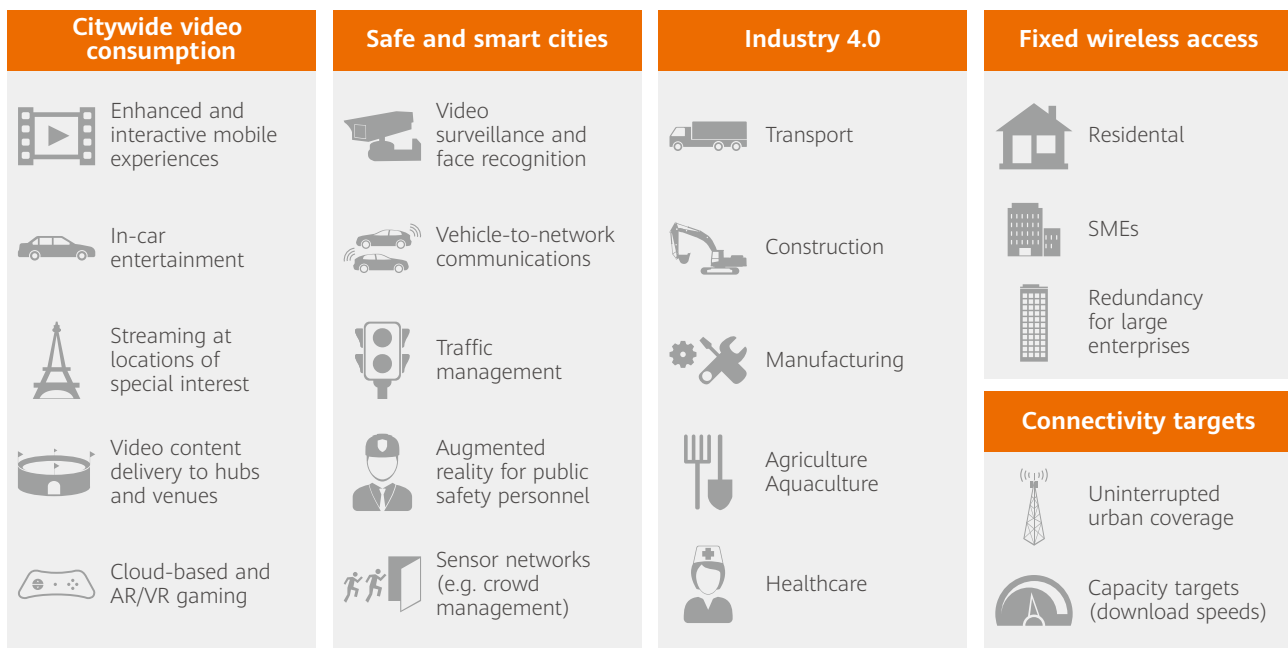 Citywide video
consumption
Enhanced and
interactive mobile
experiences
In-car
entertainment
Streaming at
locations of
special interest
Video content
delivery to hubs
and venues
Cloud-based and
AR/VR gaming
Safe and smart cities
Video
surveillance and
face recognition
Vehicle-to-network
communications
Traffic
management
Augmented
reality for public
safety personnel
Sensor networks
(e.g. crowd
management)
Industry 4.0
Transport
Construction
Manufacturing
Agriculture
Aquaculture
Healthcare
Fixed wireless access
Residental
SMEs
Redundancy
for large
enterprises
Connectivity targets
Uninterrupted
urban coverage
Capacity targets
(download speeds)